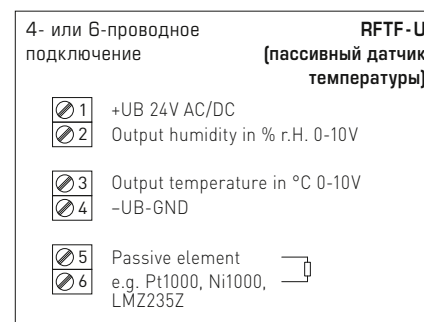 4- или 6-проводное
подключение
RFTF-U
(пассивный датчик
температуры)
1 +UB 24V AC/DC
2 Output humidity in % r.H. 0-10V
3 Output temperature in °C 0-10V
4 –UB-GND
5 Passive element
6 e.g. Pt1000, Ni1000,
LMZ235Z